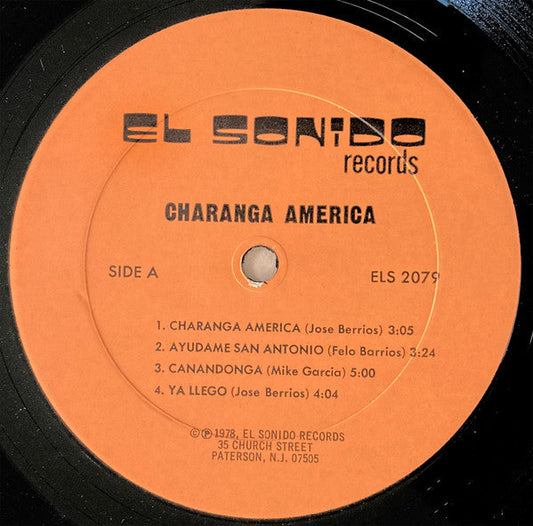 EL SONIDO
records
CHARANGA AMERICA
SIDE A
ELS 2079
1. CHARANGA AMERICA (Jose Berrios) 3:05
2. AYUDAME SAN ANTONIO (Felo Barrios) 3:24
3. CANANDONGA (Mike Garcia) 5:00
4. YA LLEGO (Jose Berrios) 4:04
©℗1978, EL SONIDO RECORDS
35 CHURCH STREET
PATERSON, N.J. 07505